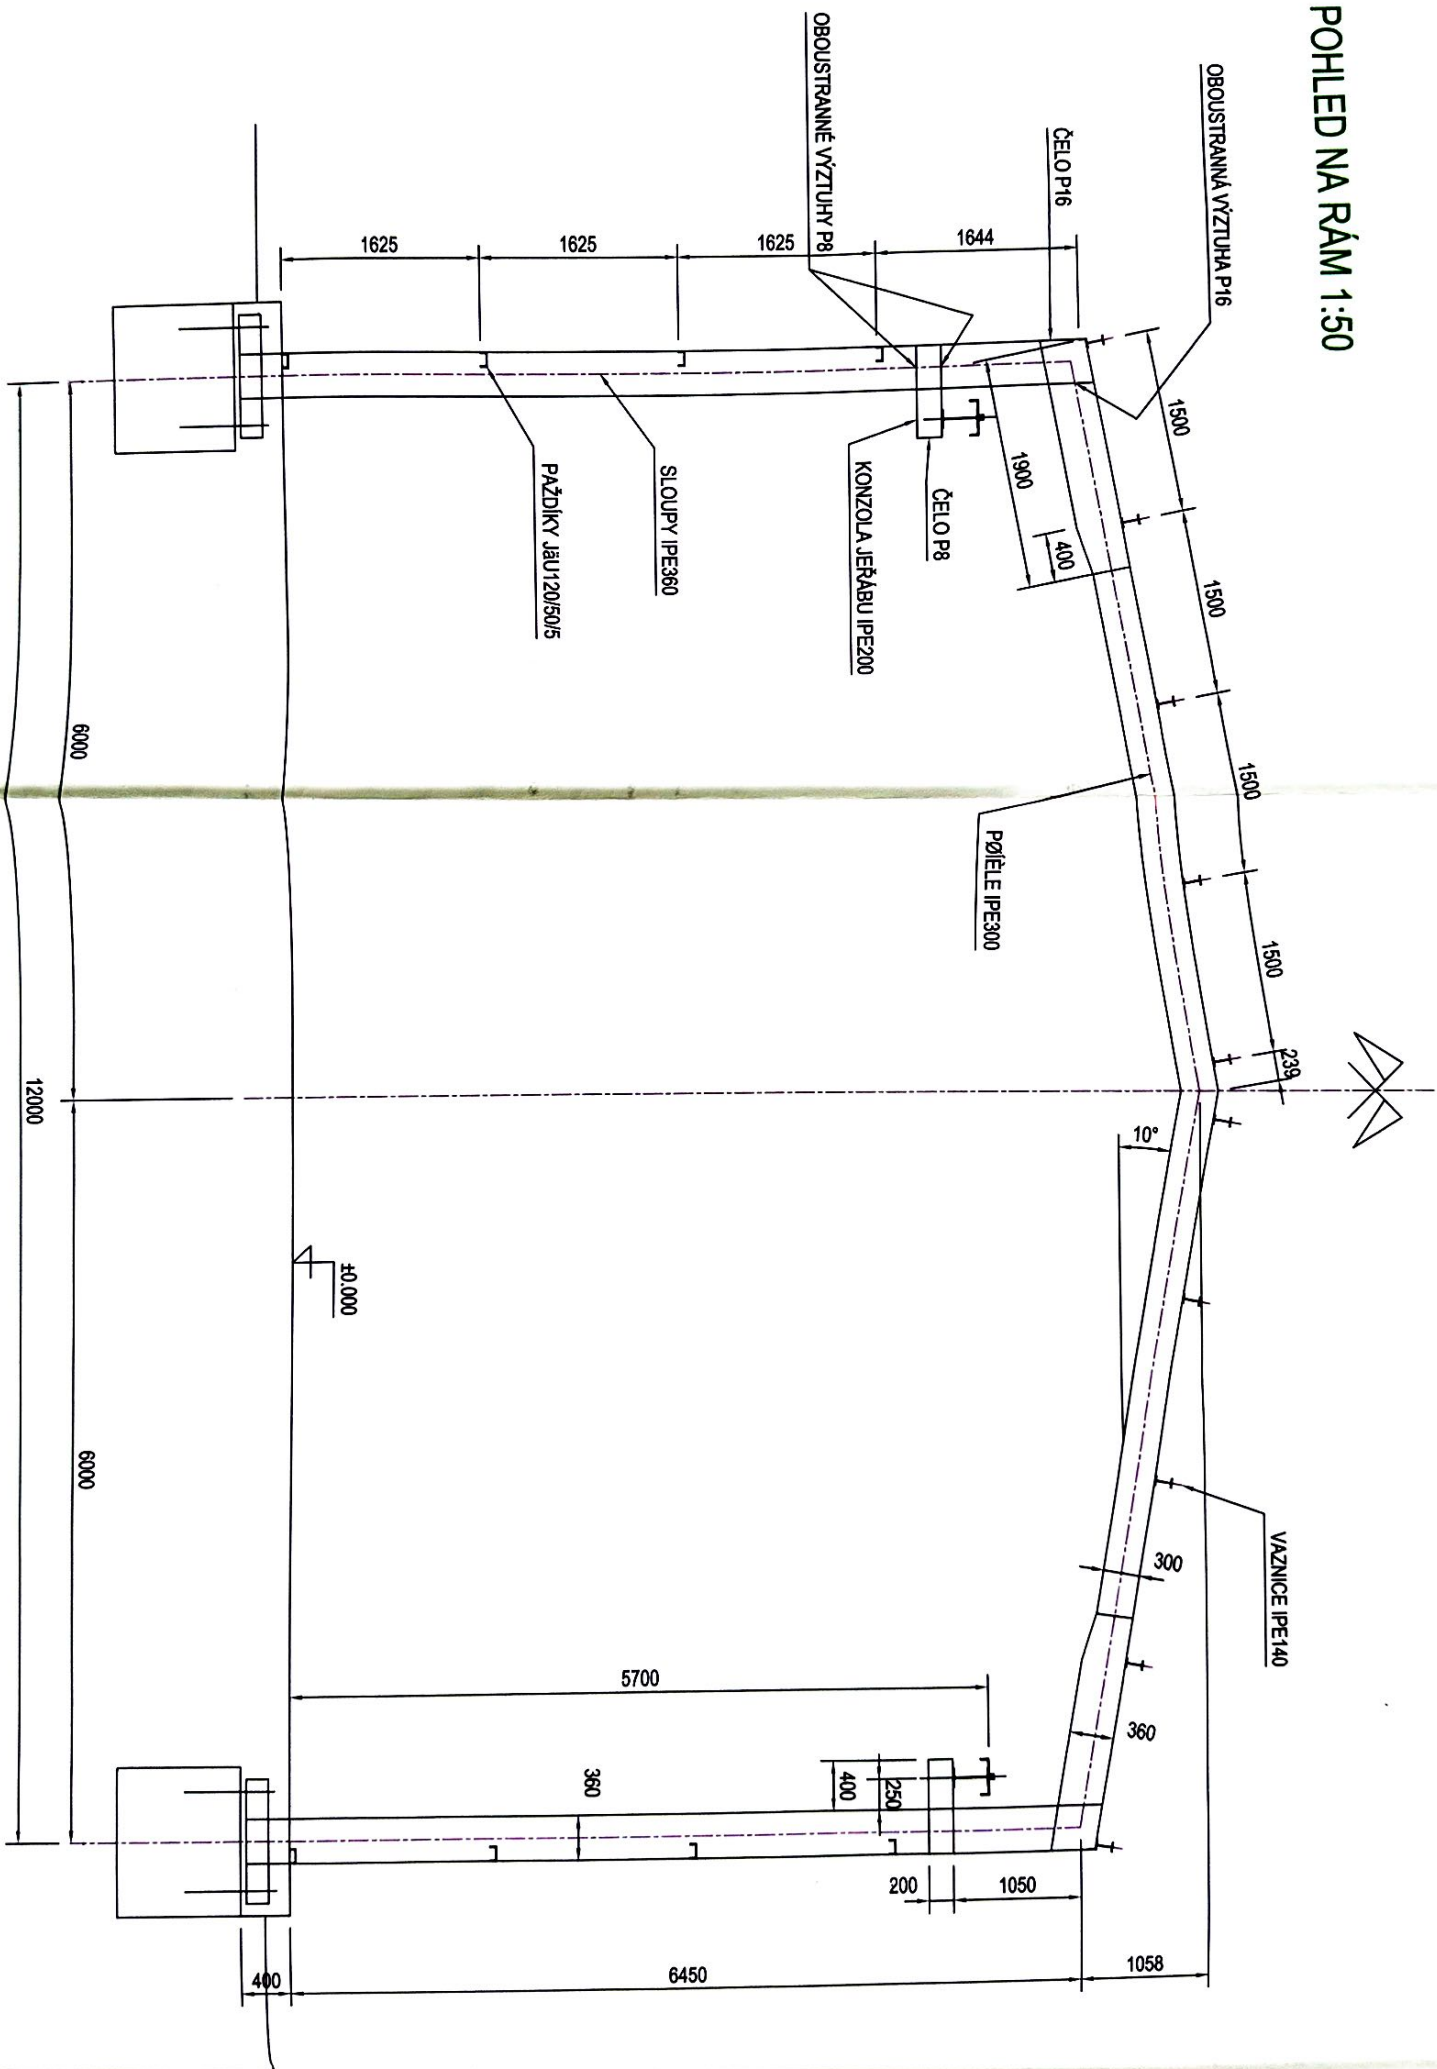 POHLED NA RÁM 1:50
OBOUSTRANNÁ VÝZTUHA P16
ČELO P16
OBOUSTRANNÉ VÝZTUHY P8
1500
1500
1500
1500
239
1644
1625
1625
1625
1900
400
ČELO P8
KONZOLA JEŘÁBU IPE200
SLOUPY IPE360
PAŽDÍKY JäU120/50/5
PØÍÈLE IPE300
10°
VAZNICE IPE140
300
360
5700
250
400
360
200
1050
1058
6450
400
±0.000
6000
6000
12000